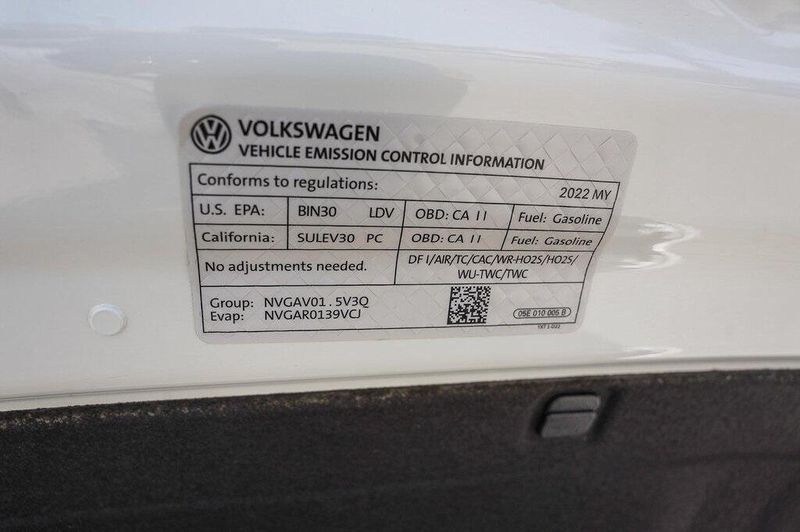 VOLKSWAGEN
VEHICLE EMISSION CONTROL INFORMATION
Conforms to regulations: 2022 MY
U.S. EPA: BIN30 LDV OBD: CA II Fuel: Gasoline
California: SULEV30 PC OBD: CA II Fuel: Gasoline
No adjustments needed. DF I/AIR/TC/CAC/WR-HO2S/HO2S/
WU-TWC/TWC
Group: NVGAV01.5V3Q
Evap: NVGAR0139VCJ
05E 010 005 B